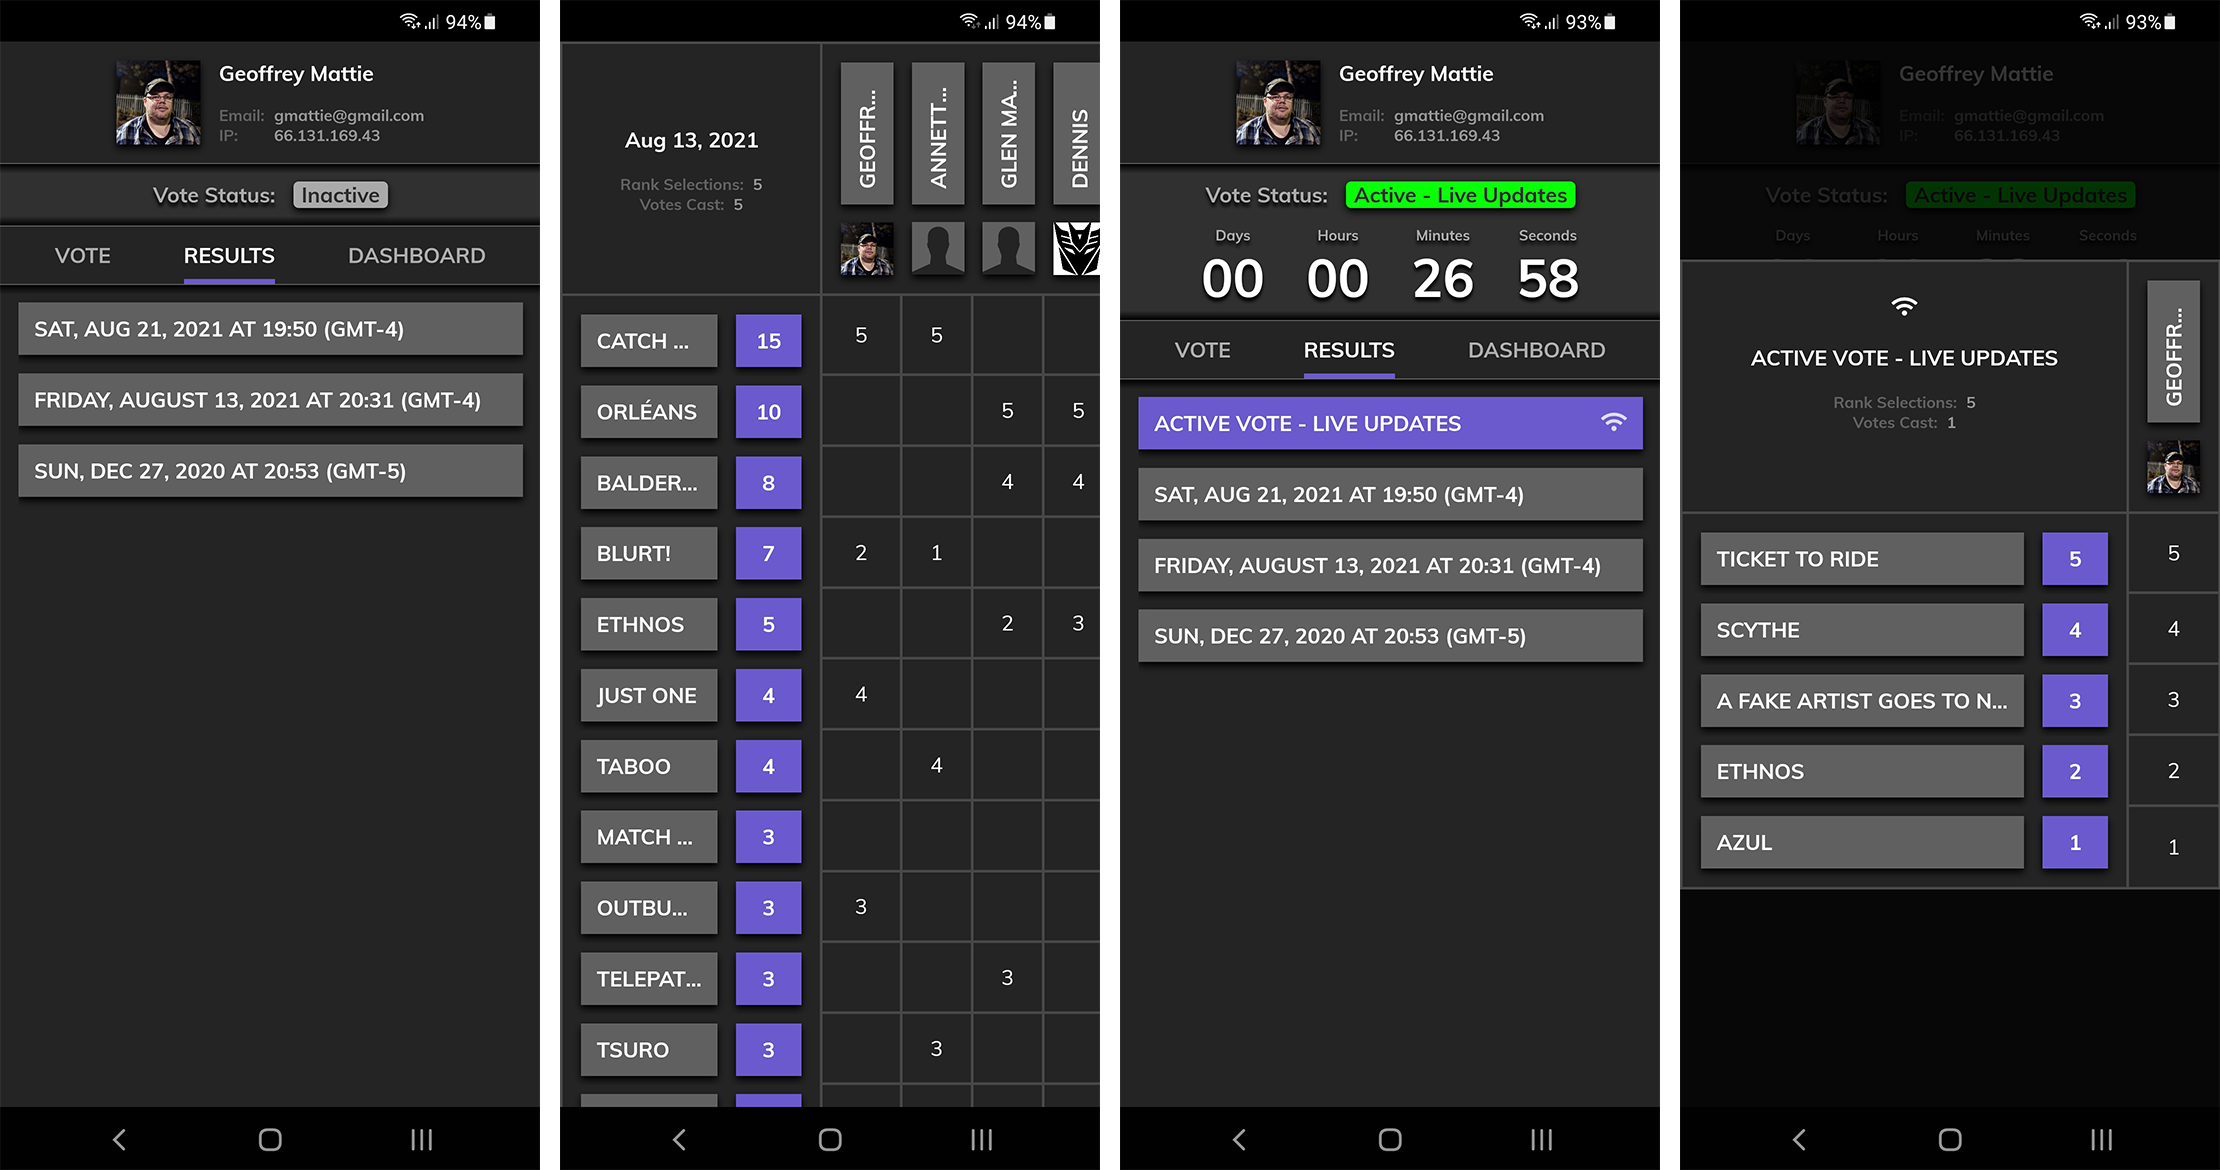 94%
Geoffrey Mattie
Email: gmattie@gmail.com
IP: 66.131.169.43
Vote Status: Inactive
VOTE RESULTS DASHBOARD
SAT, AUG 21, 2021 AT 19:50 (GMT-4)
FRIDAY, AUGUST 13, 2021 AT 20:31 (GMT-4)
SUN, DEC 27, 2020 AT 20:53 (GMT-5)
94%
Aug 13, 2021
Rank Selections: 5
Votes Cast: 5
GEOFFR...
ANNETT...
GLEN MA...
DENNIS
CATCH ... 15 5 5
ORLÉANS 10 5 5
BALDER... 8 4 4
BLURT! 7 2 1
ETHNOS 5 2 3
JUST ONE 4 4
TABOO 4 4
MATCH ... 3
OUTBU... 3 3
TELEPAT... 3 3
TSURO 3 3
93%
Geoffrey Mattie
Email: gmattie@gmail.com
IP: 66.131.169.43
Vote Status: Active - Live Updates
Days Hours Minutes Seconds
00 00 26 58
VOTE RESULTS DASHBOARD
ACTIVE VOTE - LIVE UPDATES
SAT, AUG 21, 2021 AT 19:50 (GMT-4)
FRIDAY, AUGUST 13, 2021 AT 20:31 (GMT-4)
SUN, DEC 27, 2020 AT 20:53 (GMT-5)
93%
Geoffrey Mattie
Email: gmattie@gmail.com
IP: 66.131.169.43
Vote Status: Active - Live Updates
Days Hours Minutes Seconds
ACTIVE VOTE - LIVE UPDATES
Rank Selections: 5
Votes Cast: 1
GEOFFR...
TICKET TO RIDE 5 5
SCYTHE 4 4
A FAKE ARTIST GOES TO N... 3 3
ETHNOS 2 2
AZUL 1 1